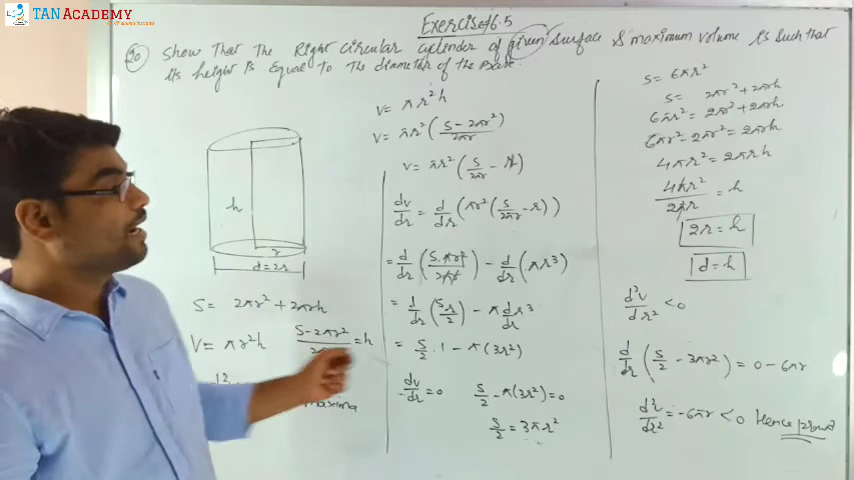 TAN ACADEMY
Exercise 6.5
20 Show That The Right circular cylender of given surface & maximum volume is such that
its height is Equal to The diameter of the Base.
h
r
d=2r
S= 2πr²+2πrh
V= πr²h
S-2πr² =h
maxima
V= πr²h
V= πr²(S-2πr²/2πr)
V= πr²(S/2πr - r)
dv/dr = d/dr (πr²(S/2πr - r))
= d/dr (S.πr²/2πr) - d/dr (πr³)
= d/dr (Sr/2) - π d/dr r³
= S/2 . 1 - π(3r²)
dv/dr =0 S/2 - π(3r²)=0
S/2 = 3πr²
S= 6πr²
S= 2πr²+2πrh
6πr²= 2πr²+2πrh
6πr²-2πr²= 2πrh
4πr²=2πrh
4πr²/2πr = h
2r=h
d=h
d²v/dr² <0
d/dr (S/2 - 3πr²) = 0-6πr
d²v/dr² = -6πr <0 Hence proved